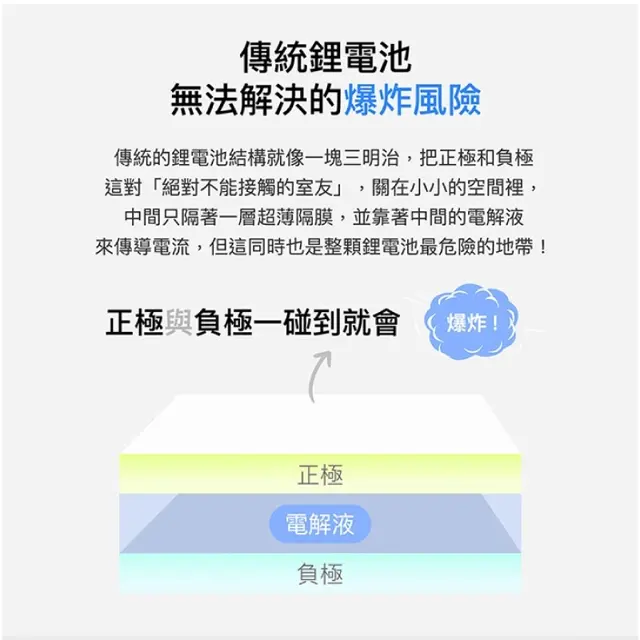 傳統鋰電池
無法解決的爆炸風險
傳統的鋰電池結構就像一塊三明治，把正極和負極
這對「絕對不能接觸的室友」，關在小小的空間裡，
中間只隔著一層超薄隔膜，並靠著中間的電解液
來傳導電流，但這同時也是整顆鋰電池最危險的地帶！
正極與負極一碰到就會
爆炸！
正極
電解液
負極